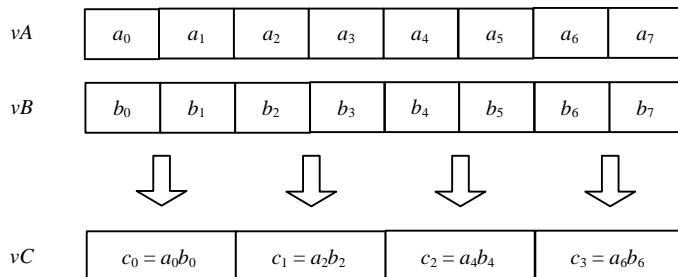 vA a₀ a₁ a₂ a₃ a₄ a₅ a₆ a₇
vB b₀ b₁ b₂ b₃ b₄ b₅ b₆ b₇
vC c₀ = a₀b₀ c₁ = a₂b₂ c₂ = a₄b₄ c₃ = a₆b₆